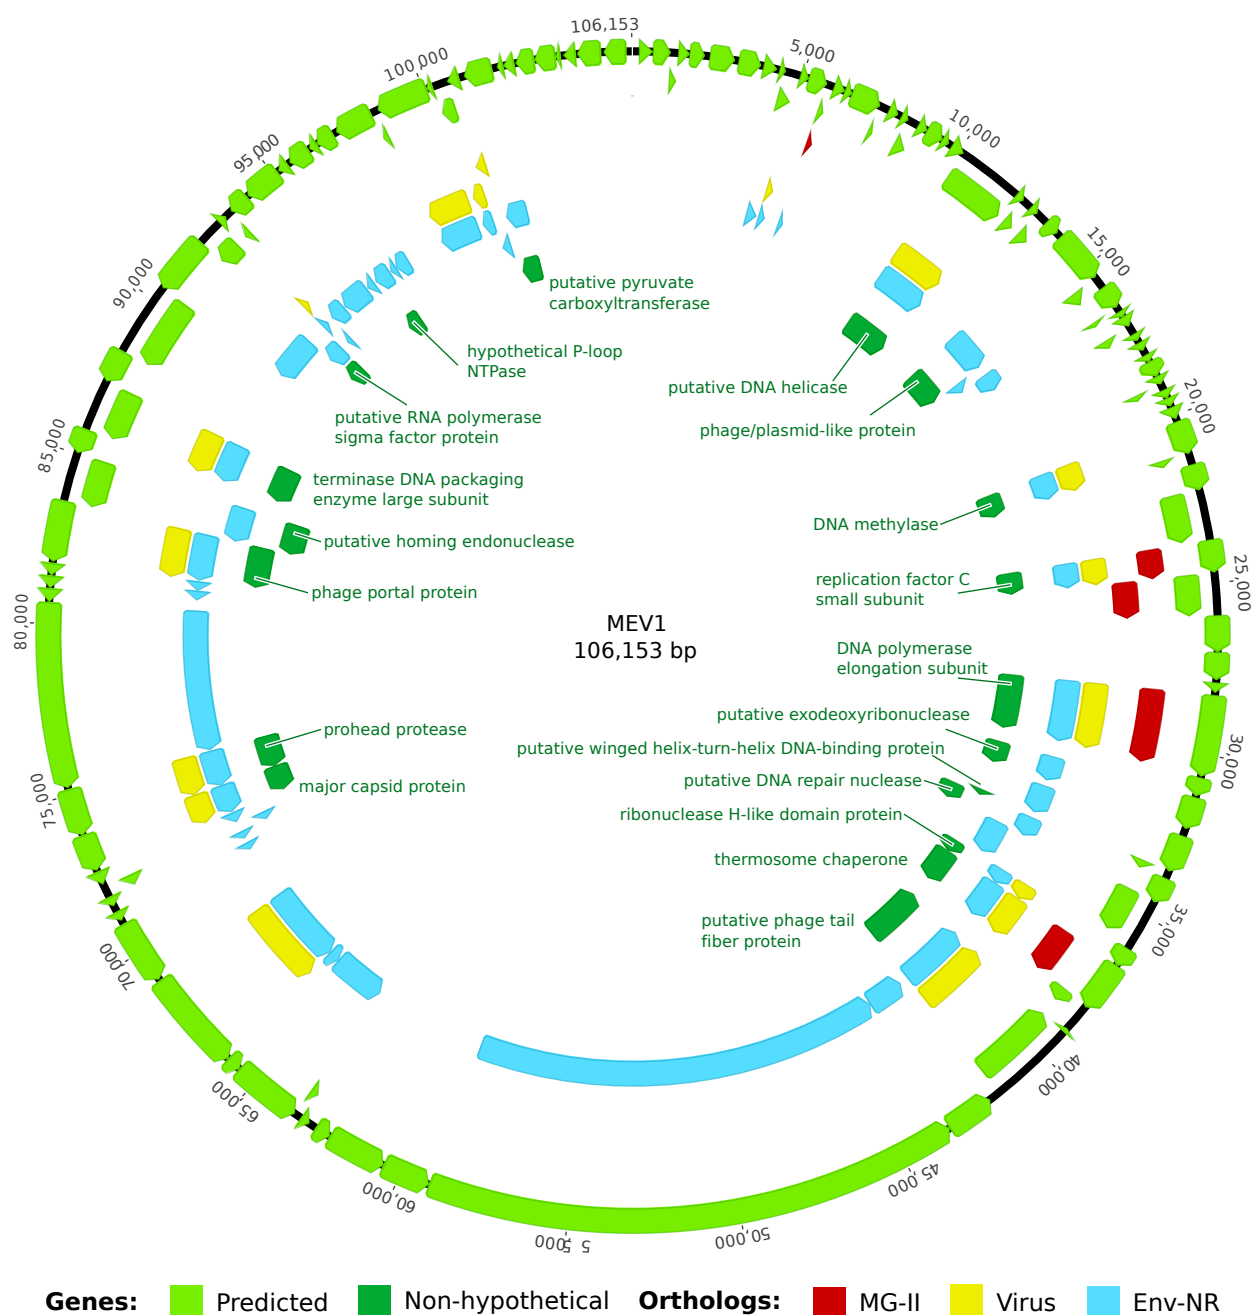 106,153
5,000
10,000
15,000
20,000
25,000
30,000
35,000
40,000
45,000
50,000
5 5,000
60,000
65,000
70,000
75,000
80,000
85,000
90,000
95,000
100,000
putative pyruvate
carboxyltransferase
hypothetical P-loop
NTPase
putative RNA polymerase
sigma factor protein
terminase DNA packaging
enzyme large subunit
putative homing endonuclease
phage portal protein
prohead protease
major capsid protein
putative DNA helicase
phage/plasmid-like protein
DNA methylase
replication factor C
small subunit
DNA polymerase
elongation subunit
putative exodeoxyribonuclease
putative winged helix-turn-helix DNA-binding protein
putative DNA repair nuclease
ribonuclease H-like domain protein
thermosome chaperone
putative phage tail
fiber protein
MEV1
106,153 bp
Genes: Predicted Non-hypothetical Orthologs: MG-II Virus Env-NR